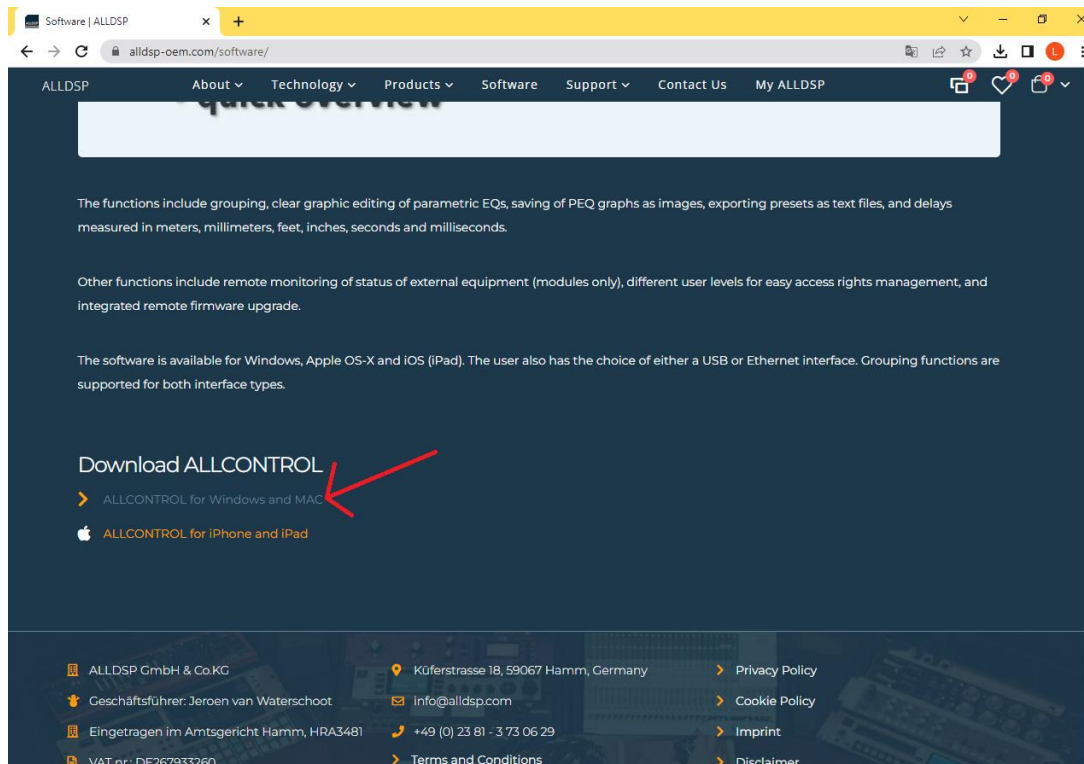 Software | ALLDSP
alldsp-oem.com/software/
L
ALLDSP About Technology Products Software Support Contact Us My ALLDSP 0 0 0
- quick overview
The functions include grouping, clear graphic editing of parametric EQs, saving of PEQ graphs as images, exporting presets as text files, and delays
measured in meters, millimeters, feet, inches, seconds and milliseconds.
Other functions include remote monitoring of status of external equipment (modules only), different user levels for easy access rights management, and
integrated remote firmware upgrade.
The software is available for Windows, Apple OS-X and iOS (iPad). The user also has the choice of either a USB or Ethernet interface. Grouping functions are
supported for both interface types.
Download ALLCONTROL
ALLCONTROL for Windows and MAC
ALLCONTROL for iPhone and iPad
ALLDSP GmbH & Co.KG Küferstrasse 18, 59067 Hamm, Germany Privacy Policy
Geschäftsführer: Jeroen van Waterschoot info@alldsp.com Cookie Policy
Eingetragen im Amtsgericht Hamm, HRA3481 +49 (0) 23 81 - 3 73 06 29 Imprint
VAT nr.: DE267933260 Terms and Conditions Disclaimer